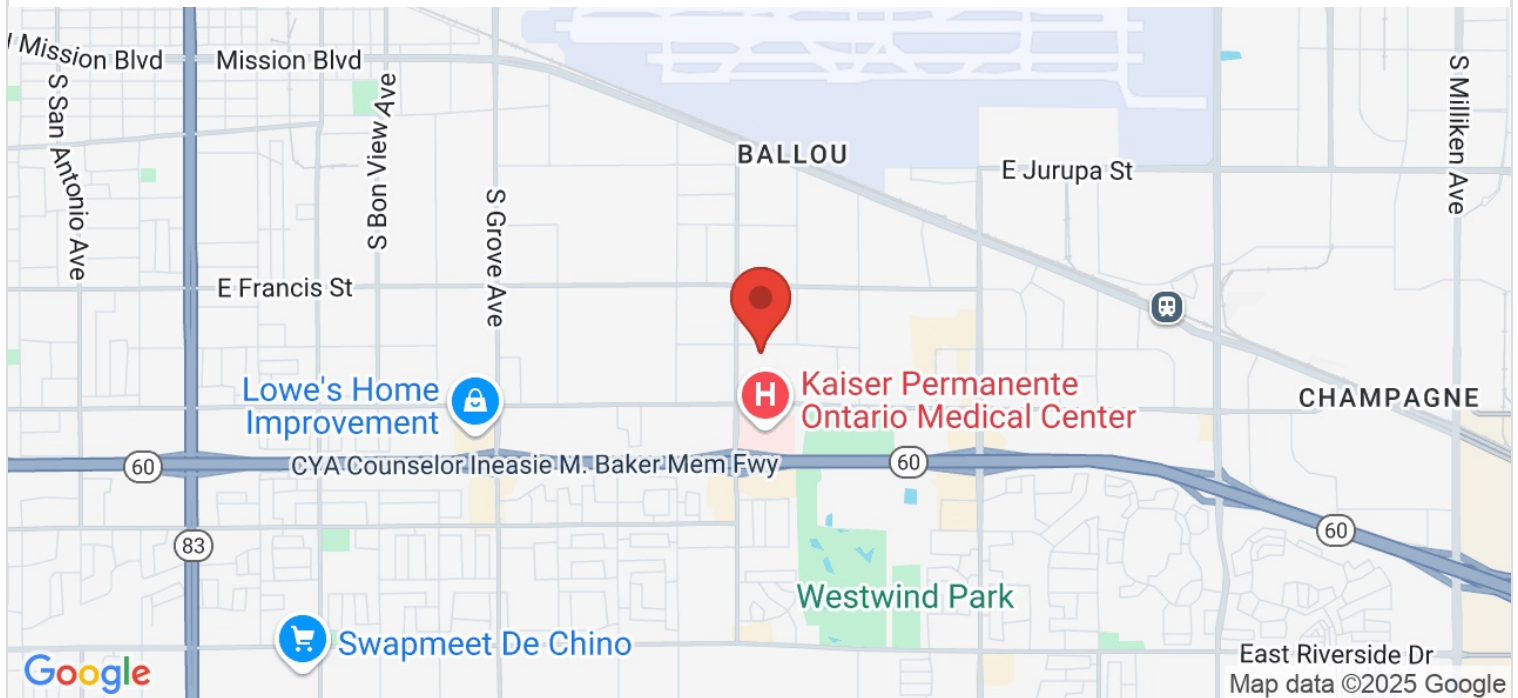 Mission Blvd
Mission Blvd
S San Antonio Ave
S Bon View Ave
S Grove Ave
BALLOU
E Jurupa St
S Milliken Ave
E Francis St
Lowe's Home
Improvement
H
Kaiser Permanente
Ontario Medical Center
CHAMPAGNE
60
CYA Counselor Ineasie M. Baker Mem Fwy
60
60
83
Westwind Park
Swapmeet De Chino
East Riverside Dr
Google
Map data ©2025 Google